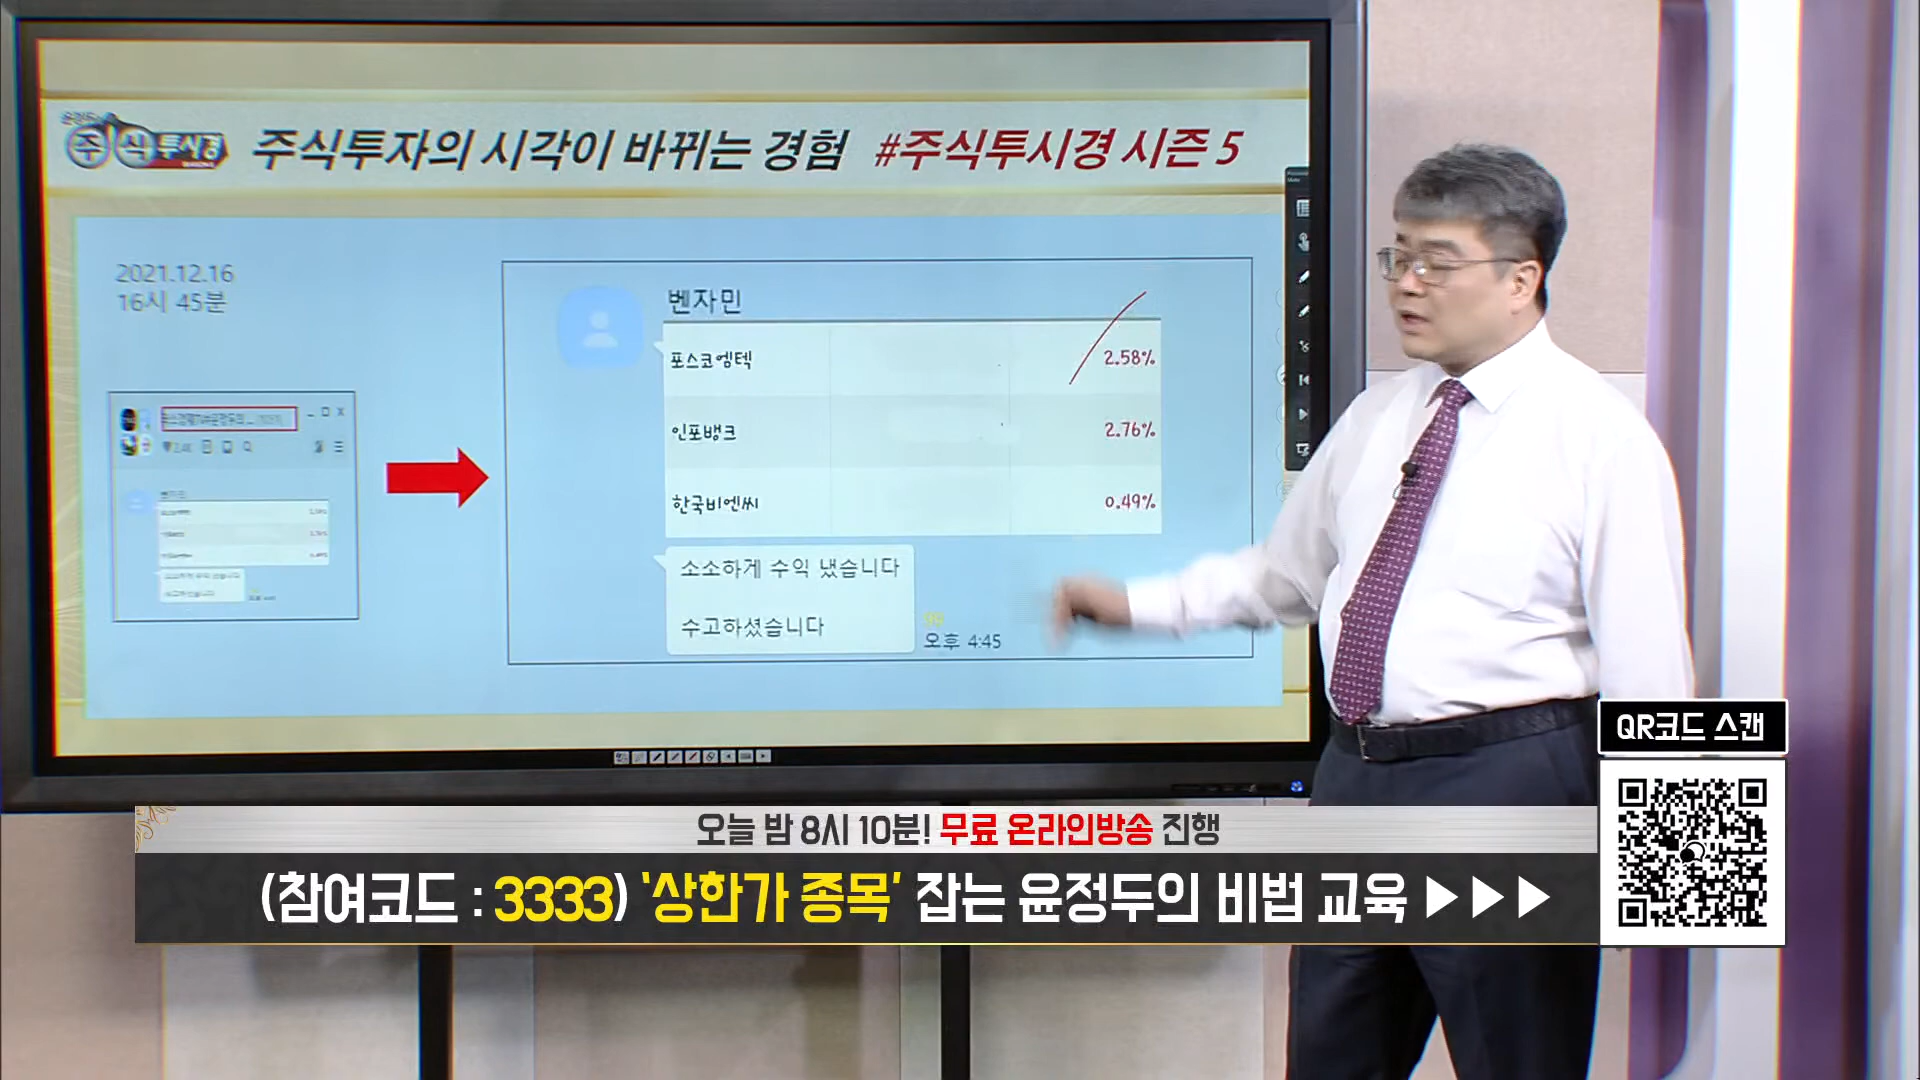 주식투시경
주식투자의 시각이 바뀌는 경험 #주식투시경 시즌 5
2021.12.16
16시 45분
벤자민
포스코엠텍 2.58%
인포뱅크 2.76%
한국비엔씨 0.49%
소소하게 수익 냈습니다
수고하셨습니다
오후 4:45
QR코드 스캔
오늘 밤 8시 10분! 무료 온라인방송 진행
(참여코드 : 3333) ‘상한가 종목’ 잡는 윤정두의 비법 교육 ▶▶▶